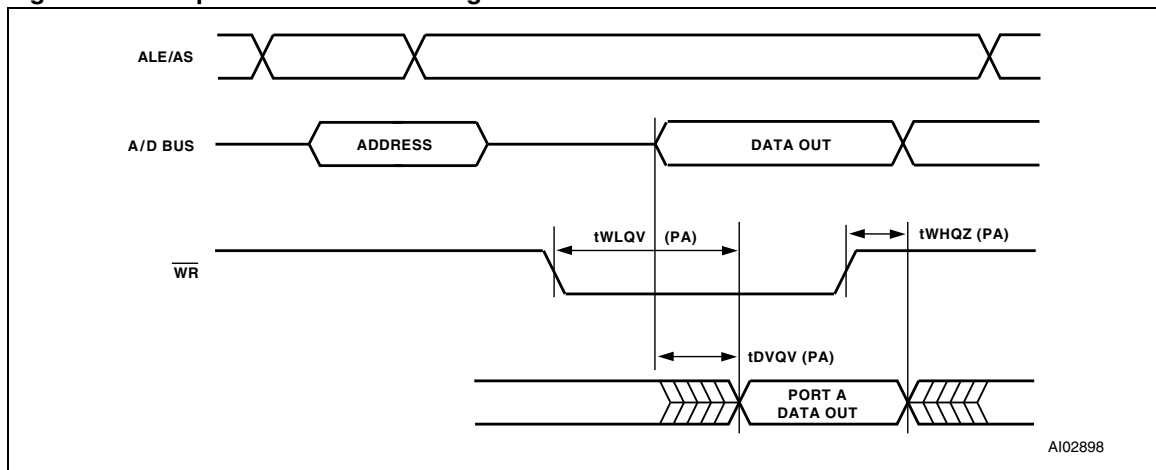 ALE/AS
A/D BUS
ADDRESS
DATA OUT
tWLQV (PA)
tWHQZ (PA)
WR
tDVQV (PA)
PORT A
DATA OUT
AI02898